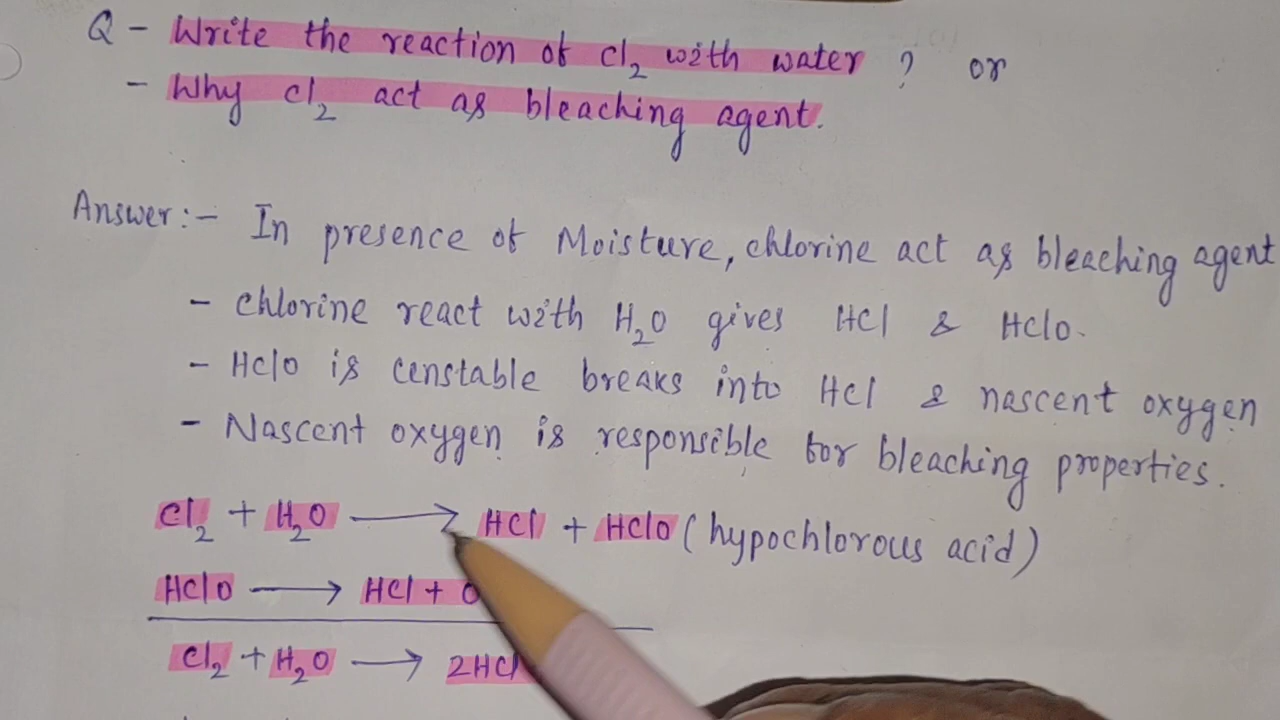 Q - Write the reaction of Cl₂ with water ? or
- Why Cl₂ act as bleaching agent.
Answer:- In presence of Moisture, chlorine act as bleaching agent
- Chlorine react with H₂O gives HCl & HClO.
- HClO is unstable breaks into HCl & nascent oxygen
- Nascent oxygen is responsible for bleaching properties.
Cl₂ + H₂O ⟶ HCl + HClO (hypochlorous acid)
HClO ⟶ HCl + O
Cl₂ + H₂O ⟶ 2HCl